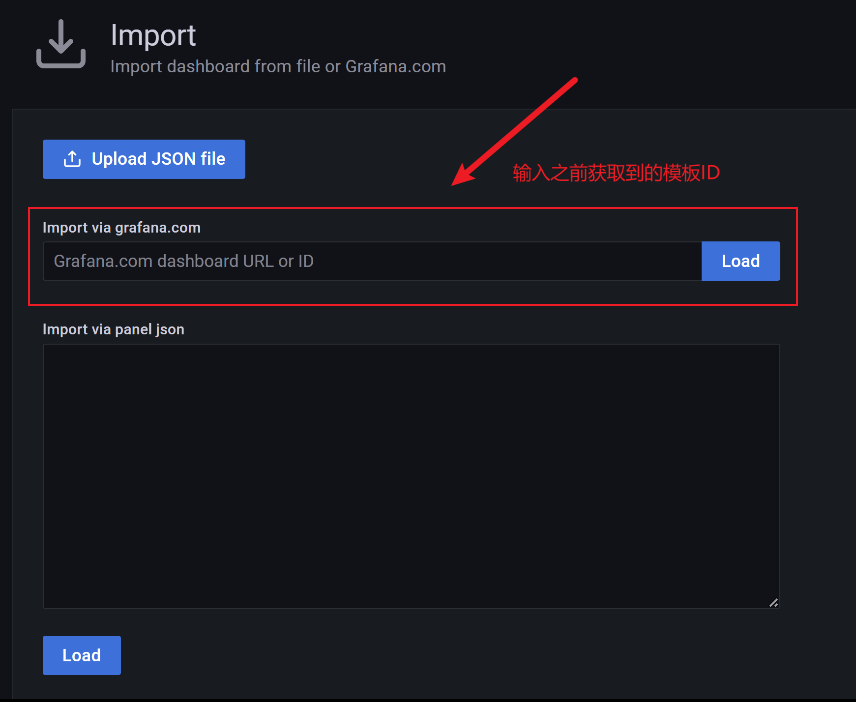 Import
Import dashboard from file or Grafana.com
Upload JSON file
输入之前获取到的模板ID
Import via grafana.com
Grafana.com dashboard URL or ID
Load
Import via panel json
Load